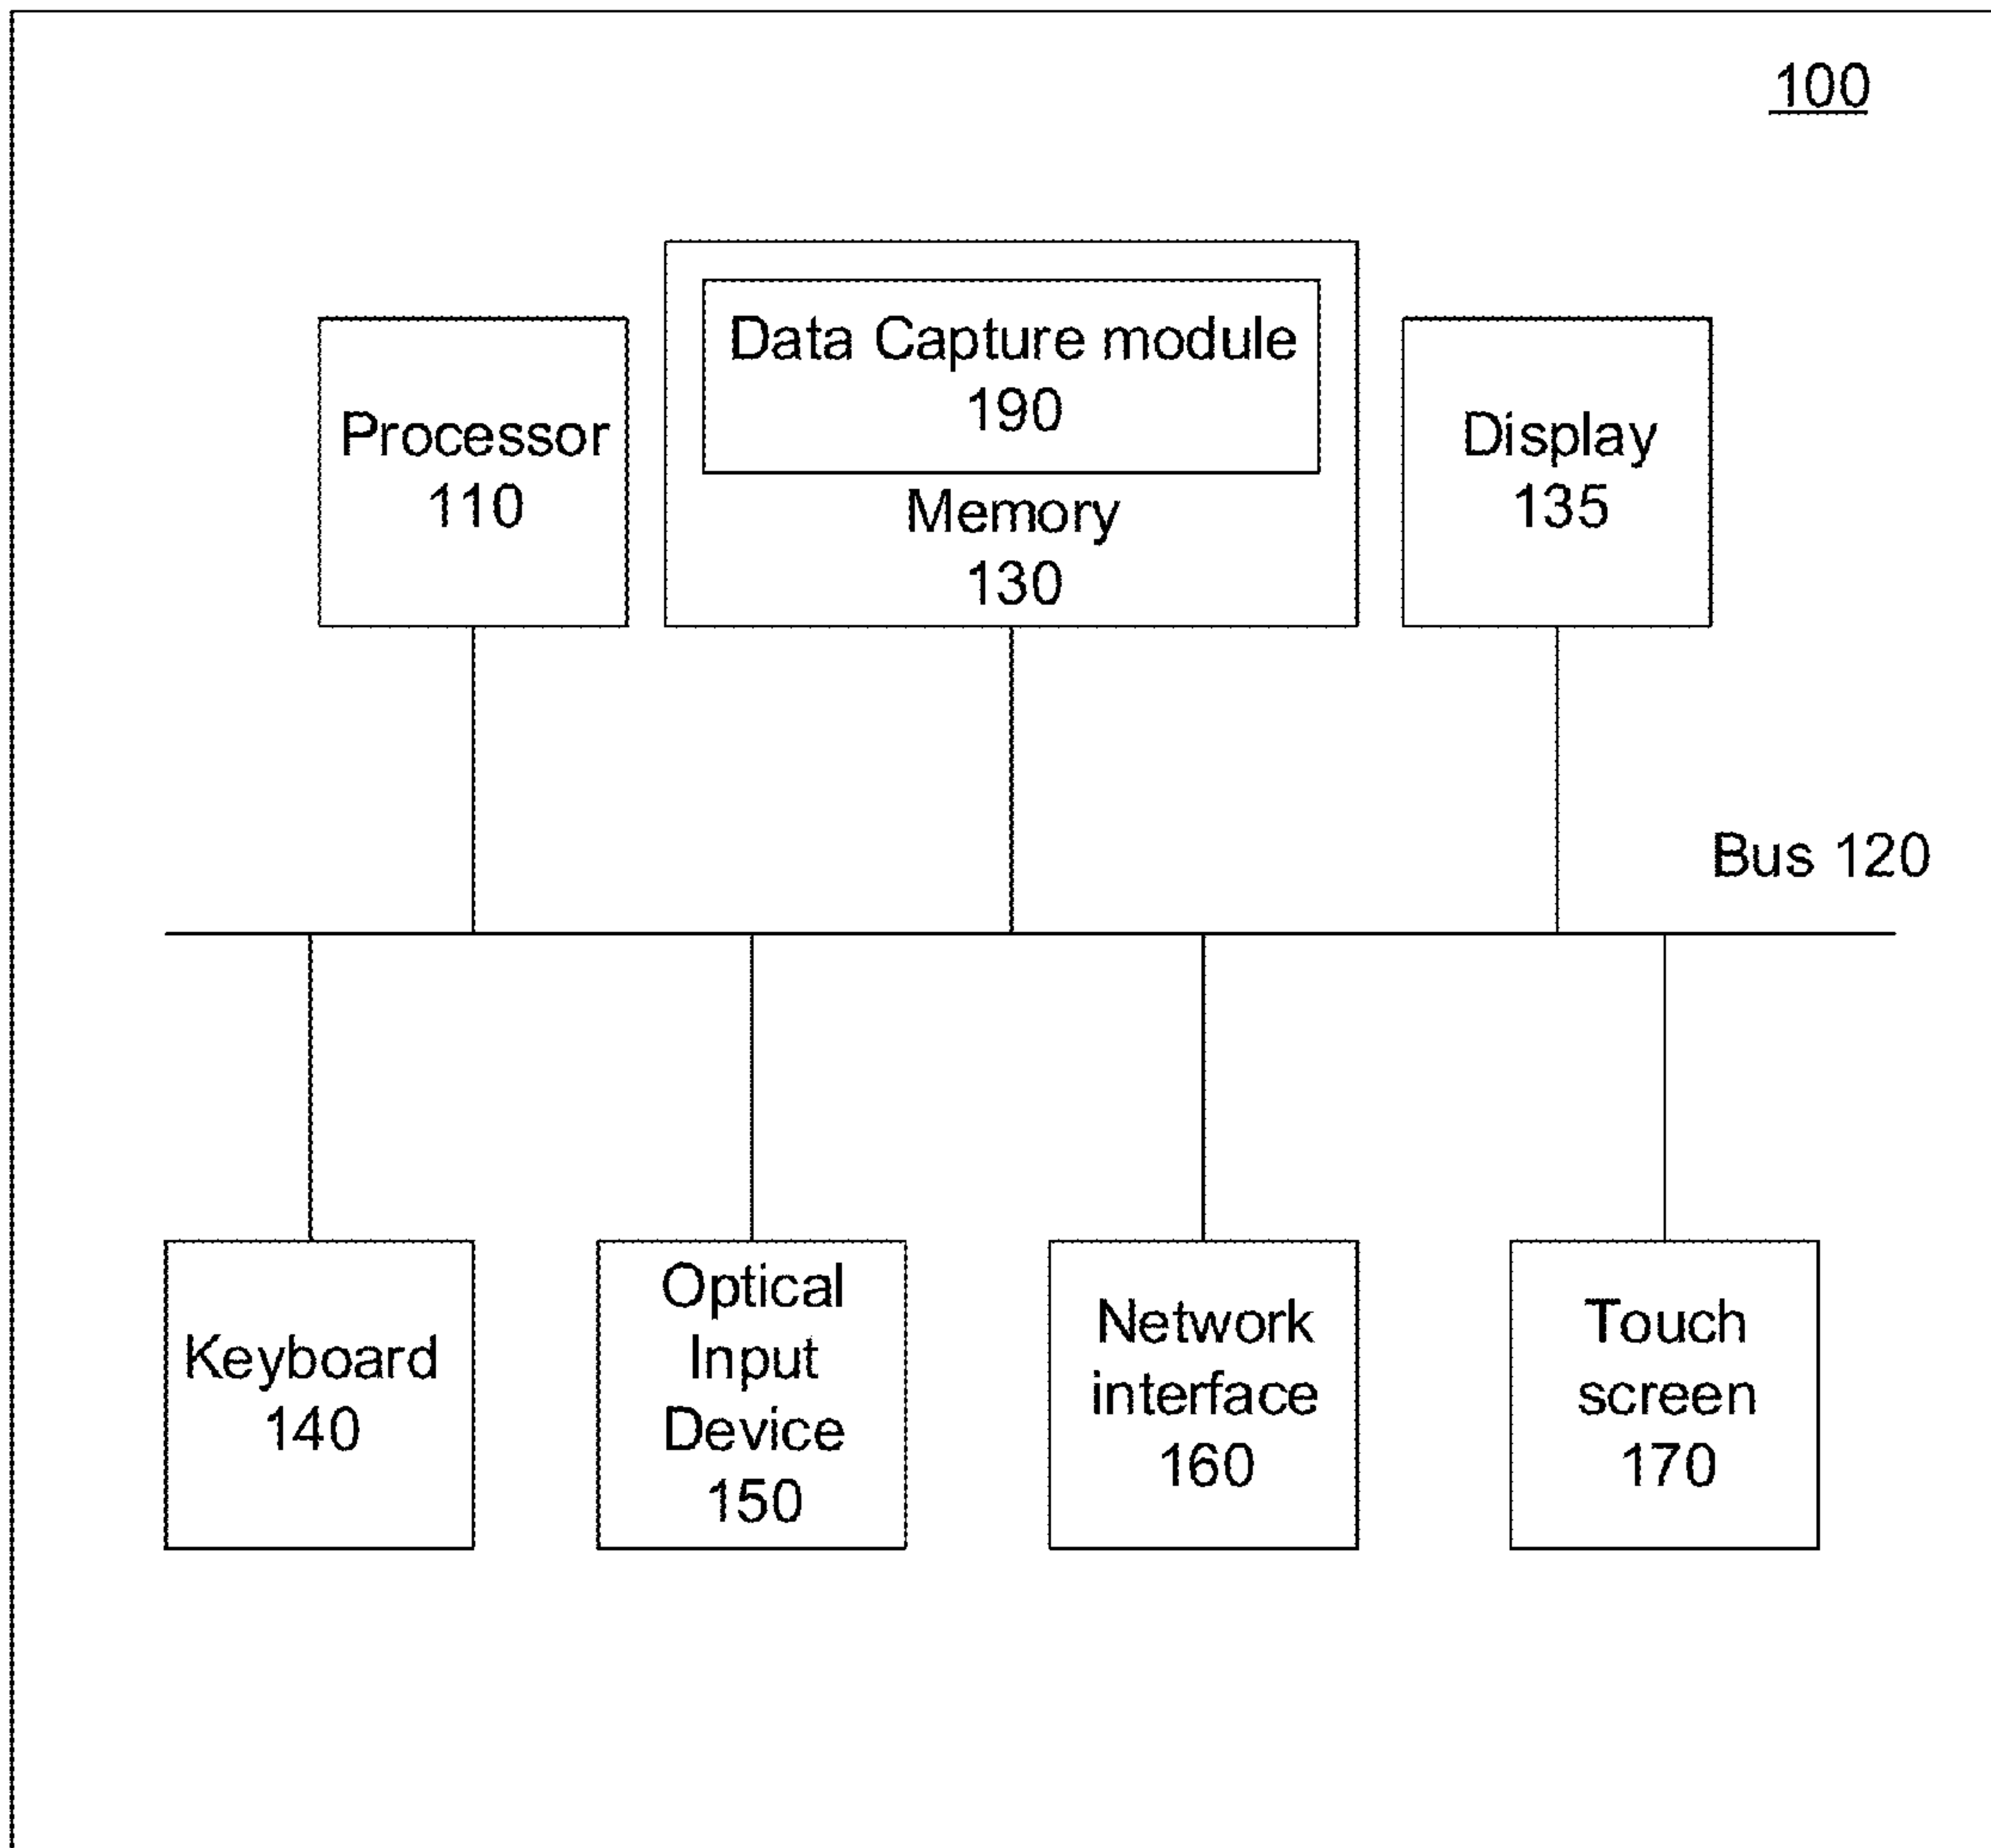 100
Data Capture module
190
Processor
110
Memory
130
Display
135
Bus 120
Keyboard
140
Optical
Input
Device
150
Network
interface
160
Touch
screen
170